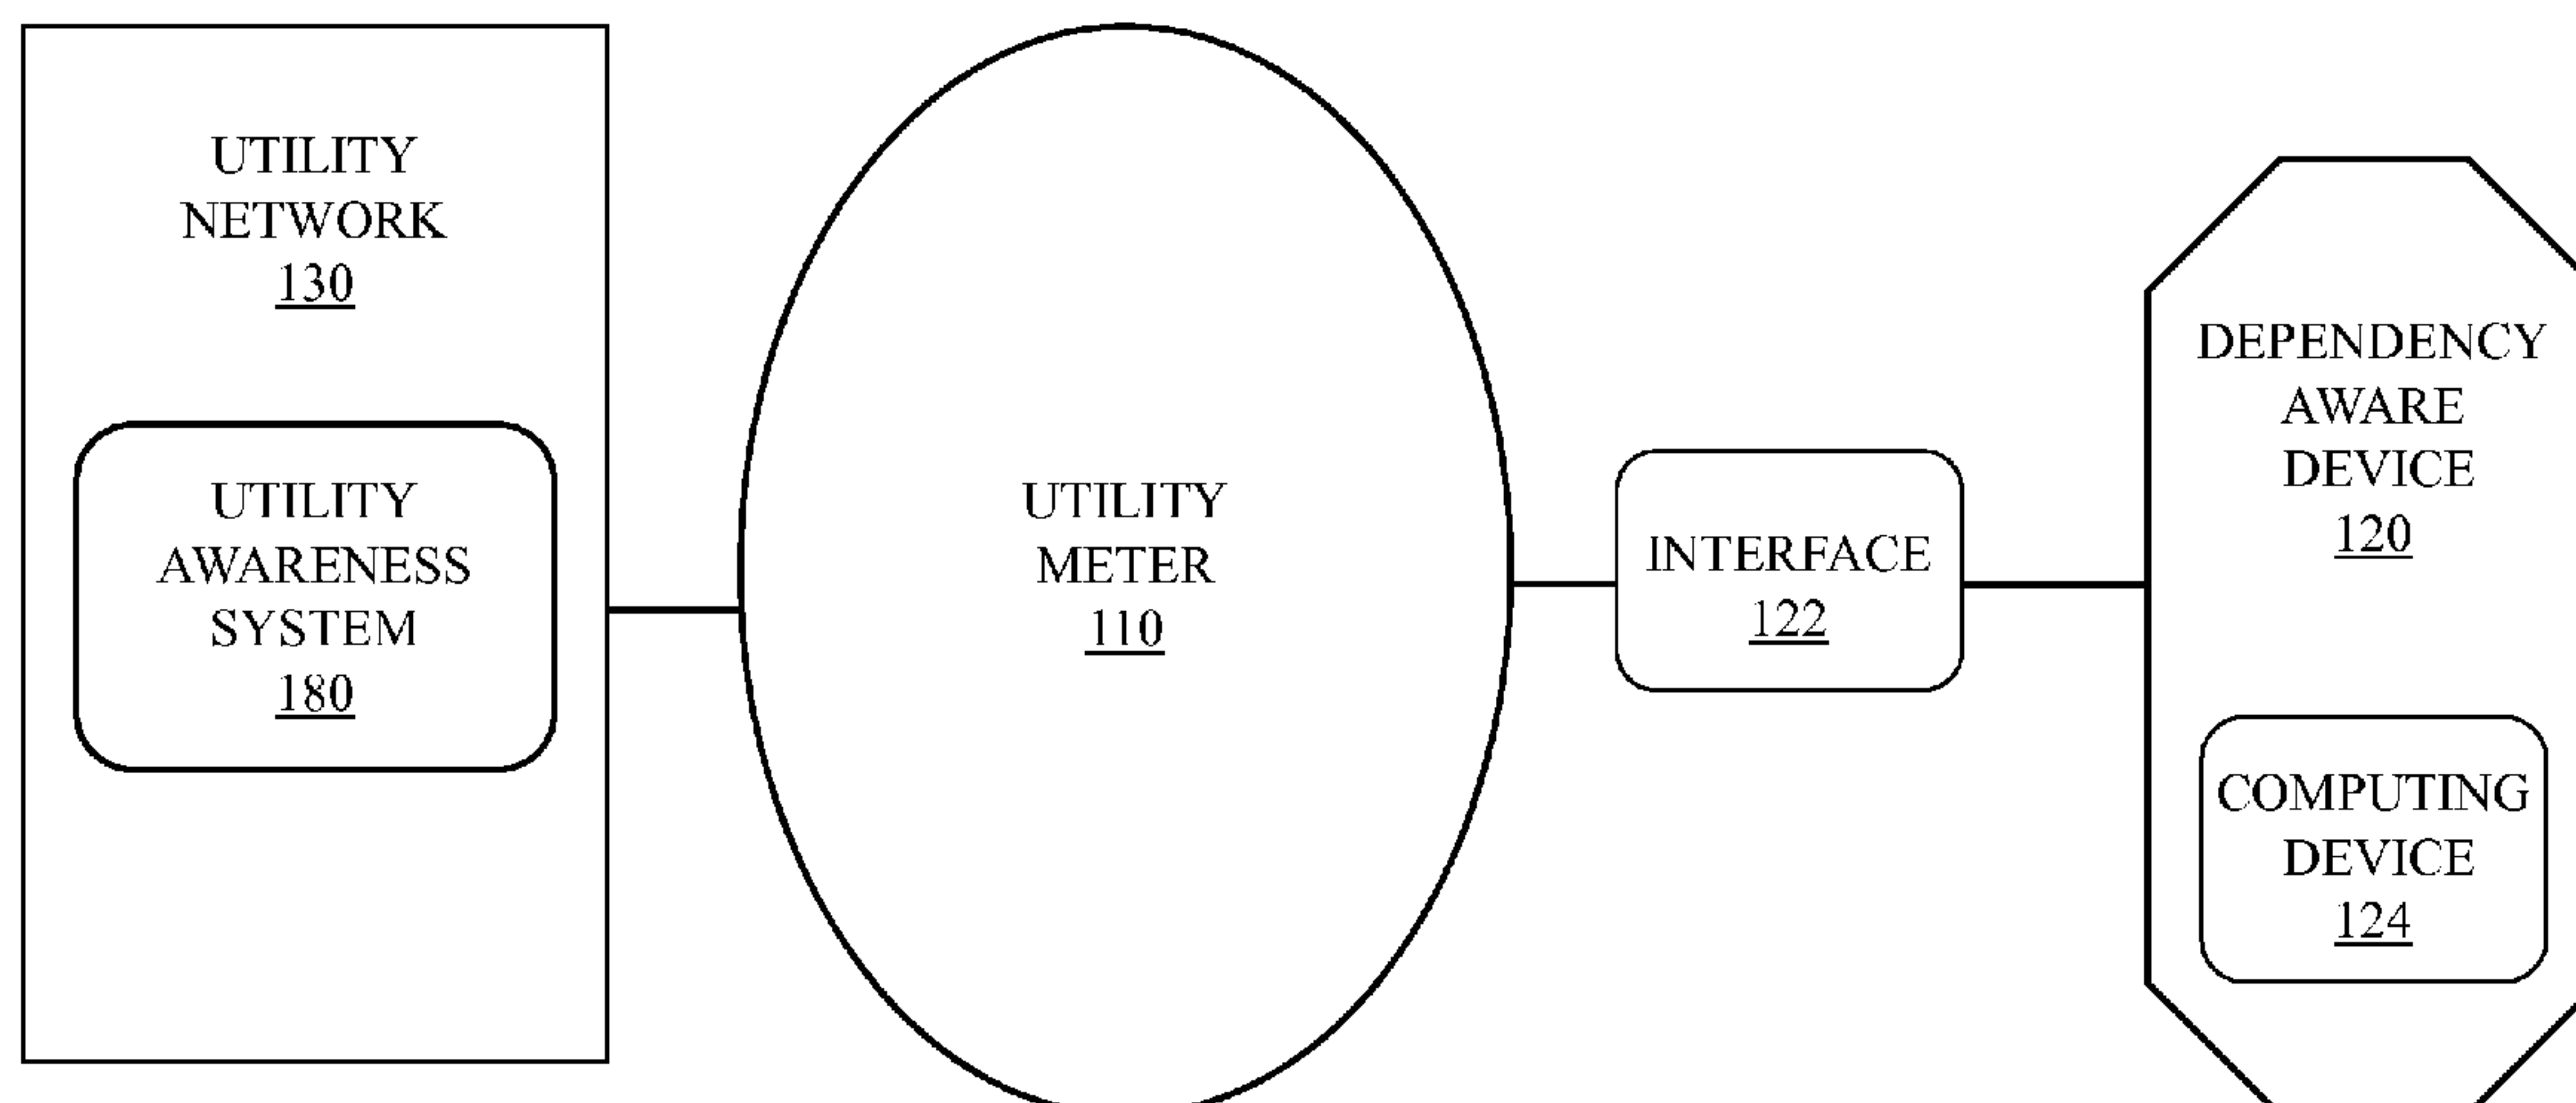 UTILITY
NETWORK
130
UTILITY
AWARENESS
SYSTEM
180
UTILITY
METER
110
INTERFACE
122
DEPENDENCY
AWARE
DEVICE
120
COMPUTING
DEVICE
124